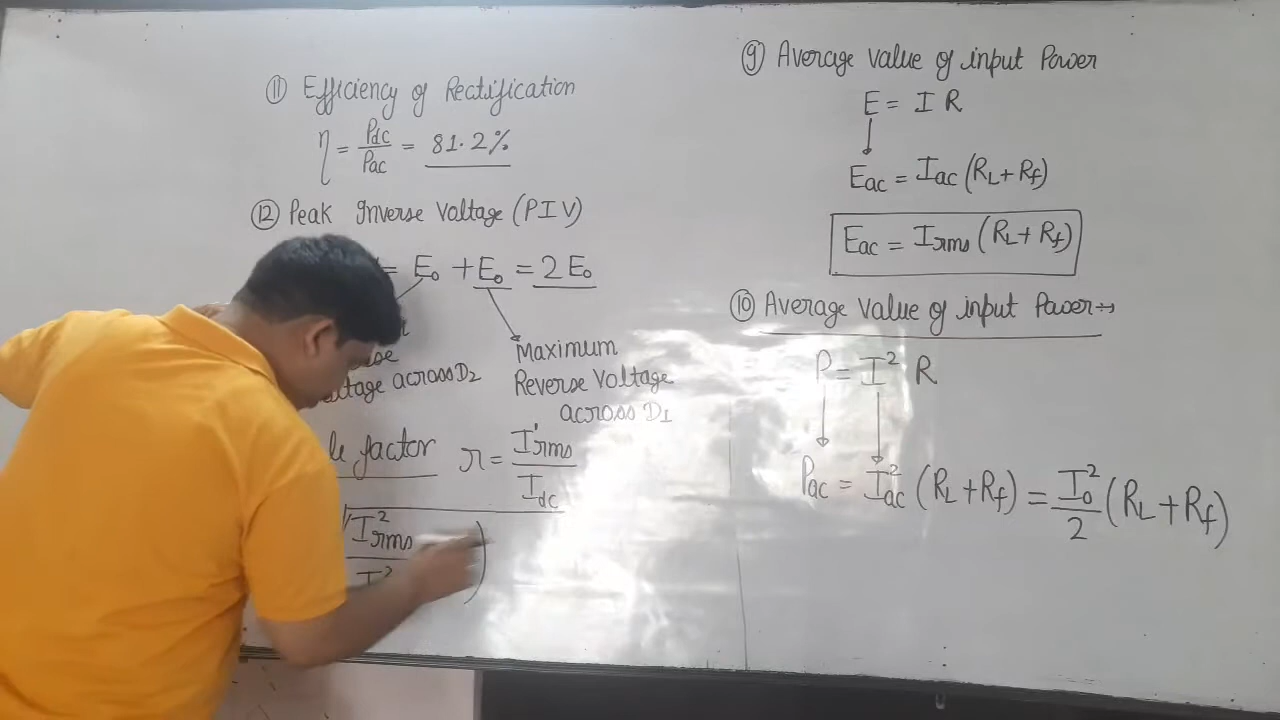 ⑪ Efficiency of Rectification
η = Pdc/Pac = 81.2%
⑫ Peak Inverse Voltage (PIV)
= E₀ + E₀ = 2 E₀
across D₂
Maximum
Reverse Voltage
across D₁
factor r = I'rms/Idc
I²rms
⑨ Average value of input Power
E = I R
Eac = Iac (RL + Rf)
Eac = Irms (RL + Rf)
⑩ Average value of input Power→
P = I² R
Pac = I²ac (RL + Rf) = I₀²/2 (RL + Rf)